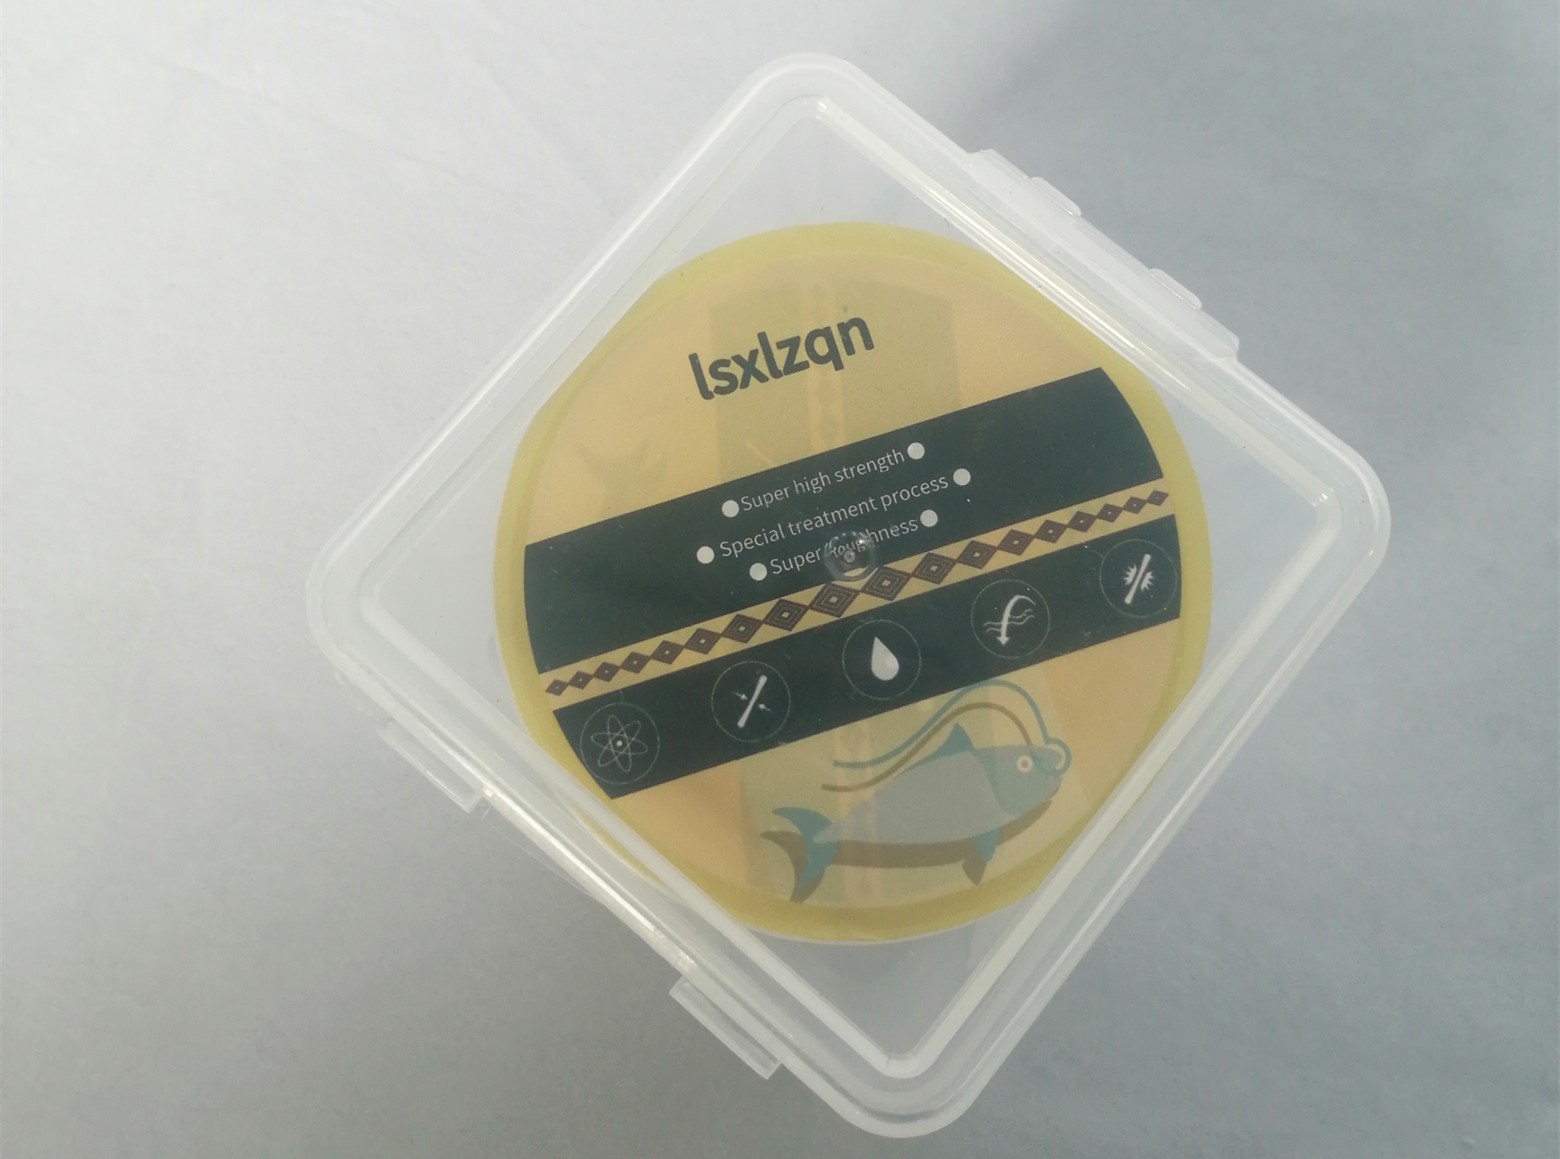 lsxlzqn
Super high strength
Special treatment process
Super